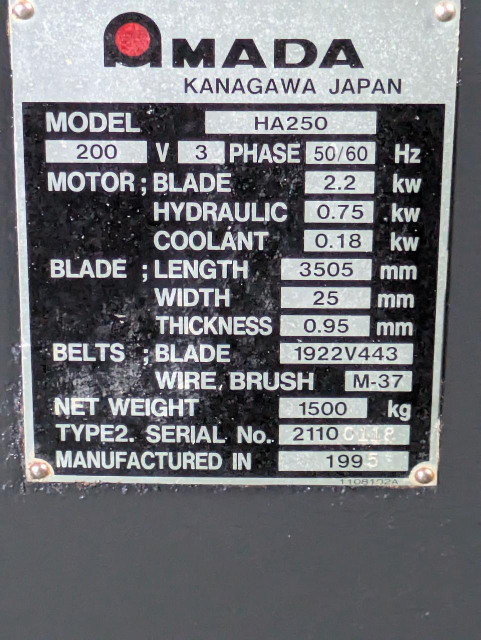 AMADA
KANAGAWA JAPAN
MODEL HA250
200 V 3 PHASE 50/60 Hz
MOTOR ; BLADE 2.2 kw
HYDRAULIC 0.75 kw
COOLANT 0.18 kw
BLADE ; LENGTH 3505 mm
WIDTH 25 mm
THICKNESS 0.95 mm
BELTS ; BLADE 1922V443
WIRE BRUSH M-37
NET WEIGHT 1500 kg
TYPE2. SERIAL No. 2110
MANUFACTURED IN 1995
1108102A